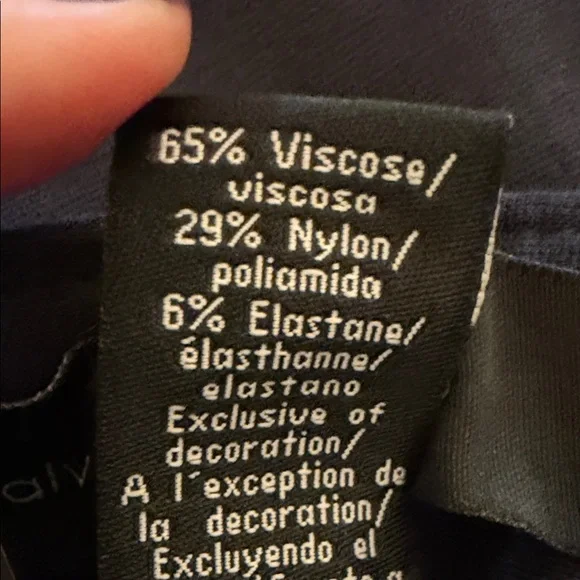 65% Viscose/
viscosa
29% Nylon/
poliamida
6% Elastane/
élasthanne/
elastano
Exclusive of
decoration/
A l'exception de
la decoration/
Excluyendo el